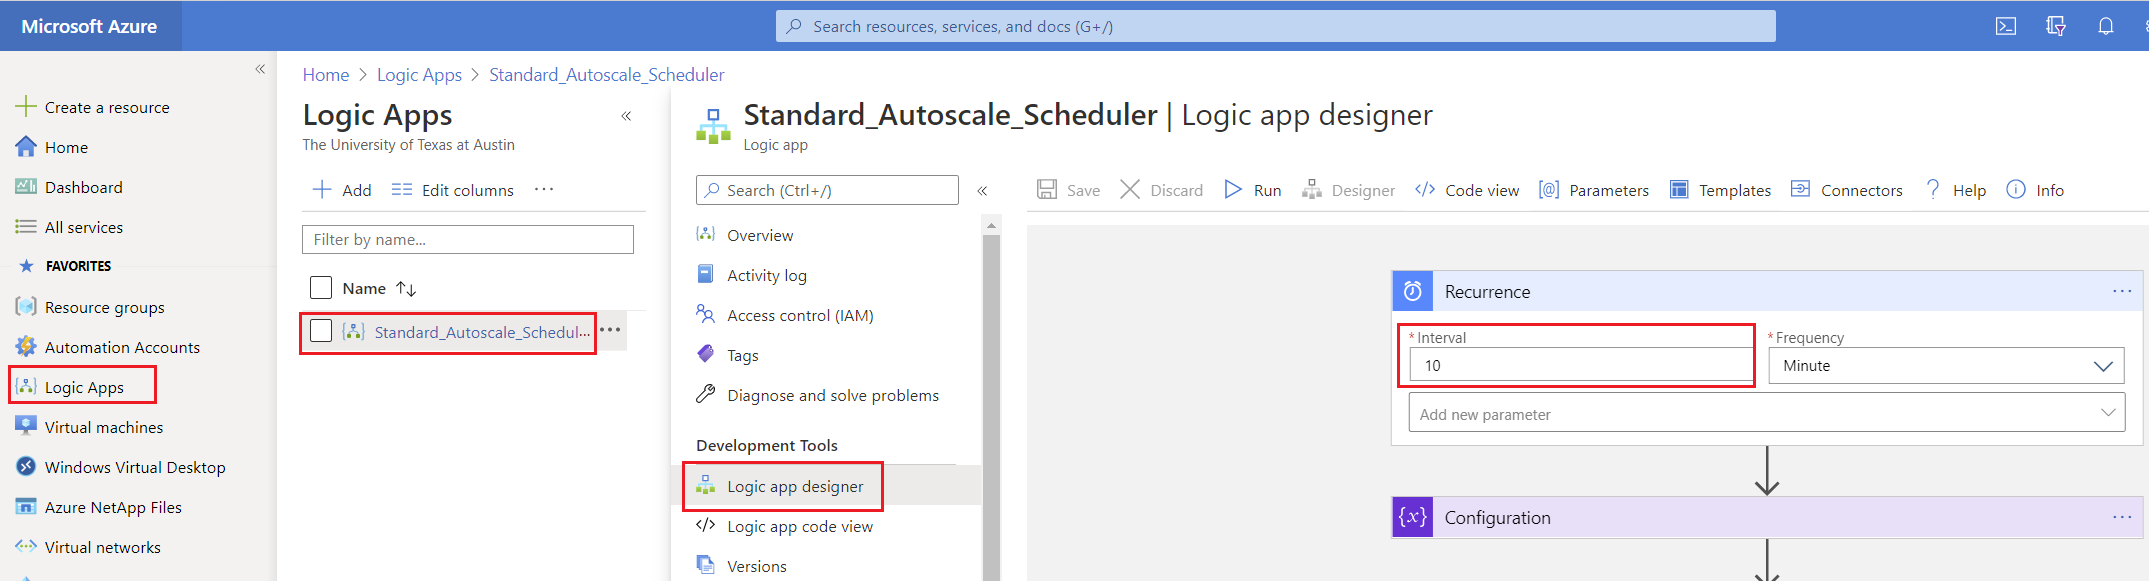 Microsoft Azure
Search resources, services, and docs (G+/)
«
Create a resource
Home
Dashboard
All services
FAVORITES
Resource groups
Automation Accounts
Logic Apps
Virtual machines
Windows Virtual Desktop
Azure NetApp Files
Virtual networks
Home > Logic Apps > Standard_Autoscale_Scheduler
Logic Apps «
The University of Texas at Austin
Add Edit columns ...
Filter by name...
Name ↑↓
Standard_Autoscale_Schedul... ...
Standard_Autoscale_Scheduler | Logic app designer
Logic app
Search (Ctrl+/) «
Overview
Activity log
Access control (IAM)
Tags
Diagnose and solve problems
Development Tools
Logic app designer
Logic app code view
Versions
Save Discard Run Designer Code view Parameters Templates Connectors ? Help Info
Recurrence ...
* Interval * Frequency
10 Minute
Add new parameter
{x} Configuration ...